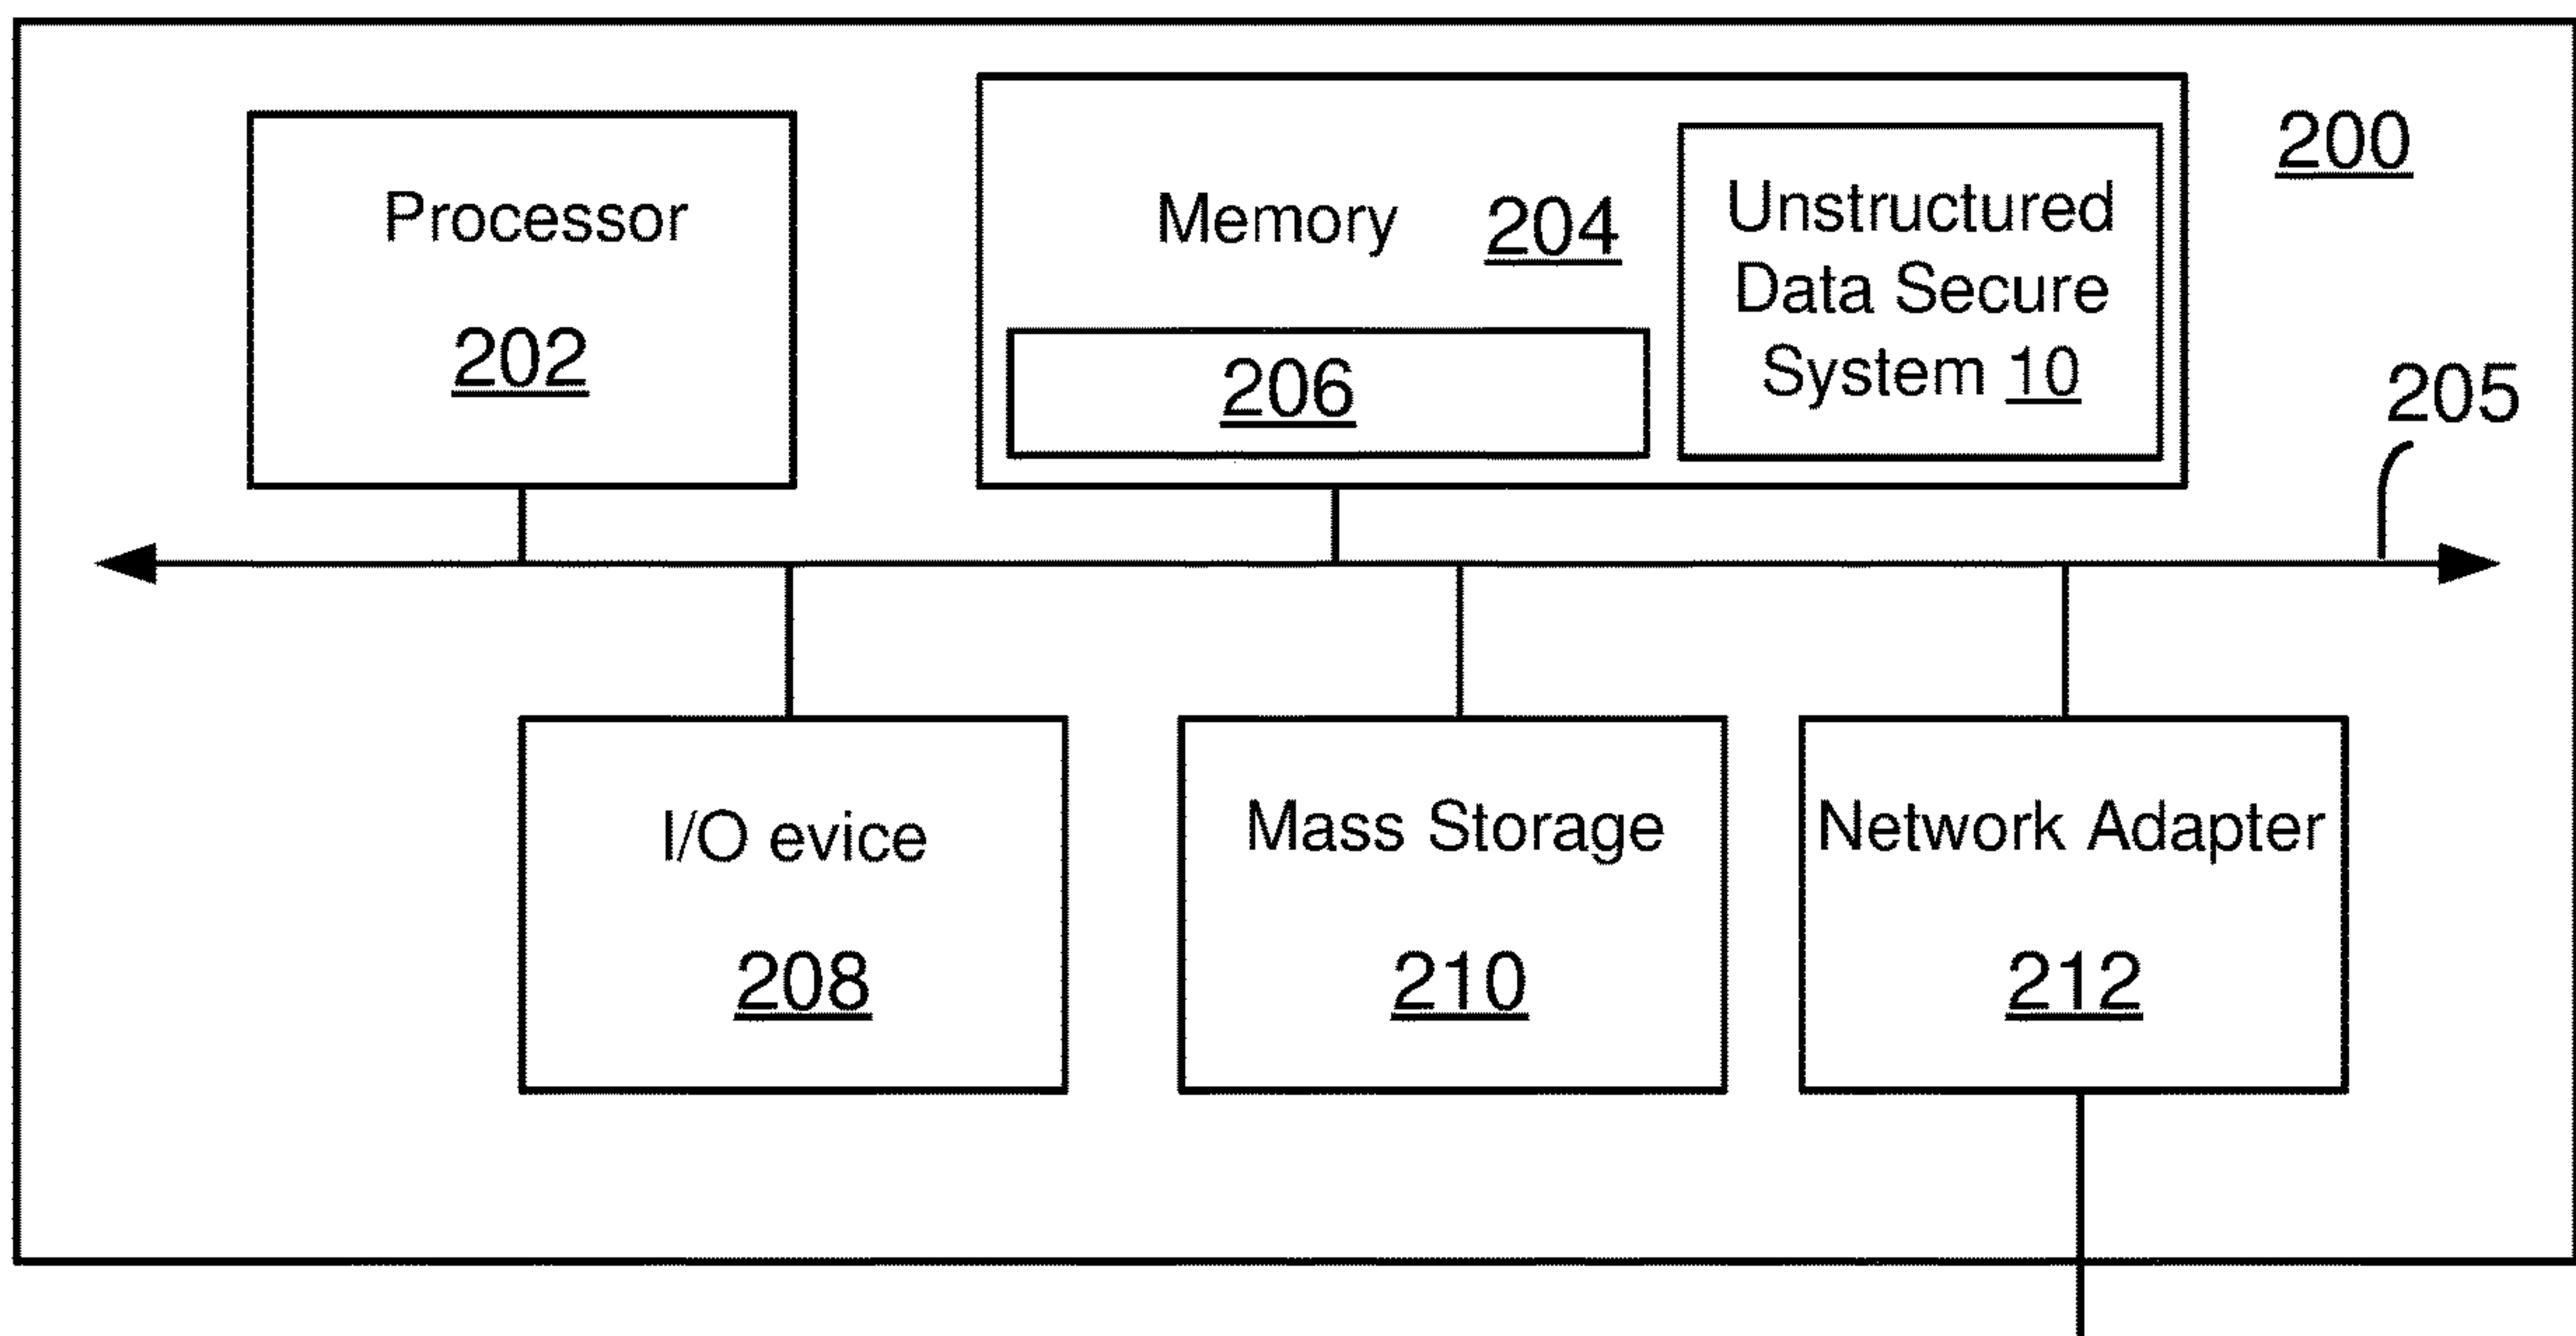 Processor
202
Memory 204
206
Unstructured
Data Secure
System 10
200
205
I/O evice
208
Mass Storage
210
Network Adapter
212